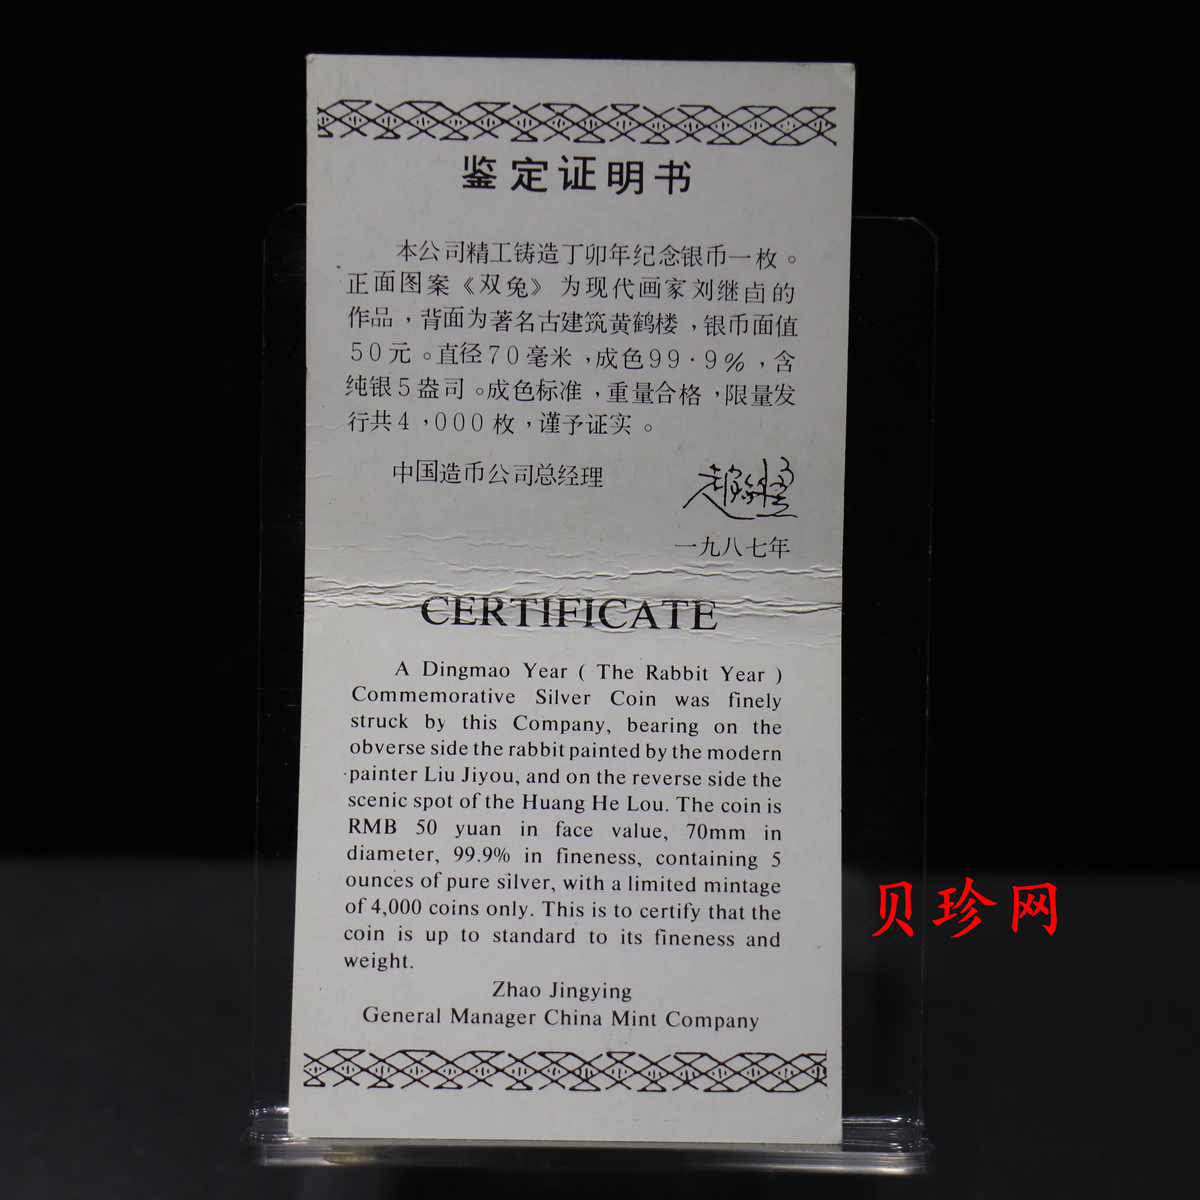 鉴定证明书
本公司精工铸造丁卯年纪念银币一枚。
正面图案《双兔》为现代画家刘继卣的
作品，背面为著名古建筑黄鹤楼，银币面值
50元。直径70毫米，成色99·9%，含
纯银5盎司。成色标准，重量合格，限量发
行共4，000枚，谨予证实。
中国造币公司总经理
一九八七年
CERTIFICATE
A Dingmao Year ( The Rabbit Year )
Commemorative Silver Coin was finely
struck by this Company, bearing on the
obverse side the rabbit painted by the modern
painter Liu Jiyou, and on the reverse side the
scenic spot of the Huang He Lou. The coin is
RMB 50 yuan in face value, 70mm in
diameter, 99.9% in fineness, containing 5
ounces of pure silver, with a limited mintage
of 4,000 coins only. This is to certify that the
coin is up to standard to its fineness and
weight.
Zhao Jingying
General Manager China Mint Company
贝珍网